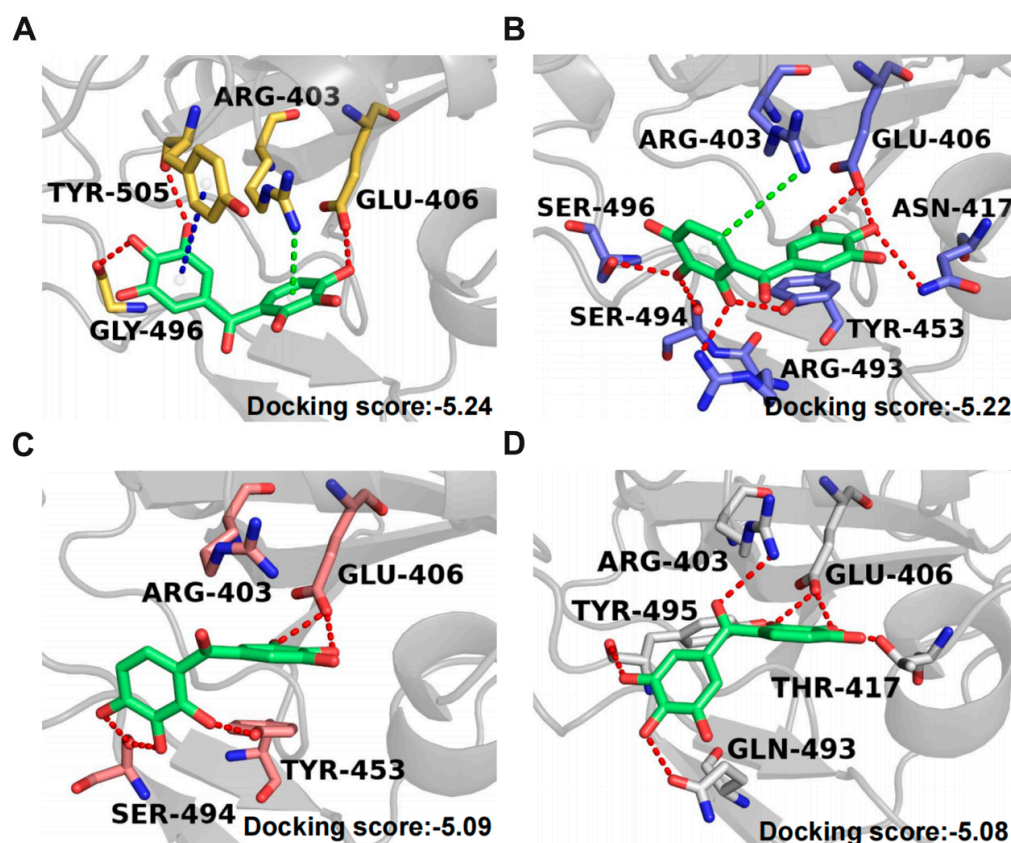 A
ARG-403
TYR-505
GLU-406
GLY-496
Docking score:-5.24
B
ARG-403
GLU-406
SER-496
ASN-417
SER-494
TYR-453
ARG-493
Docking score:-5.22
C
ARG-403
GLU-406
TYR-453
SER-494
Docking score:-5.09
D
ARG-403
GLU-406
TYR-495
THR-417
GLN-493
Docking score:-5.08